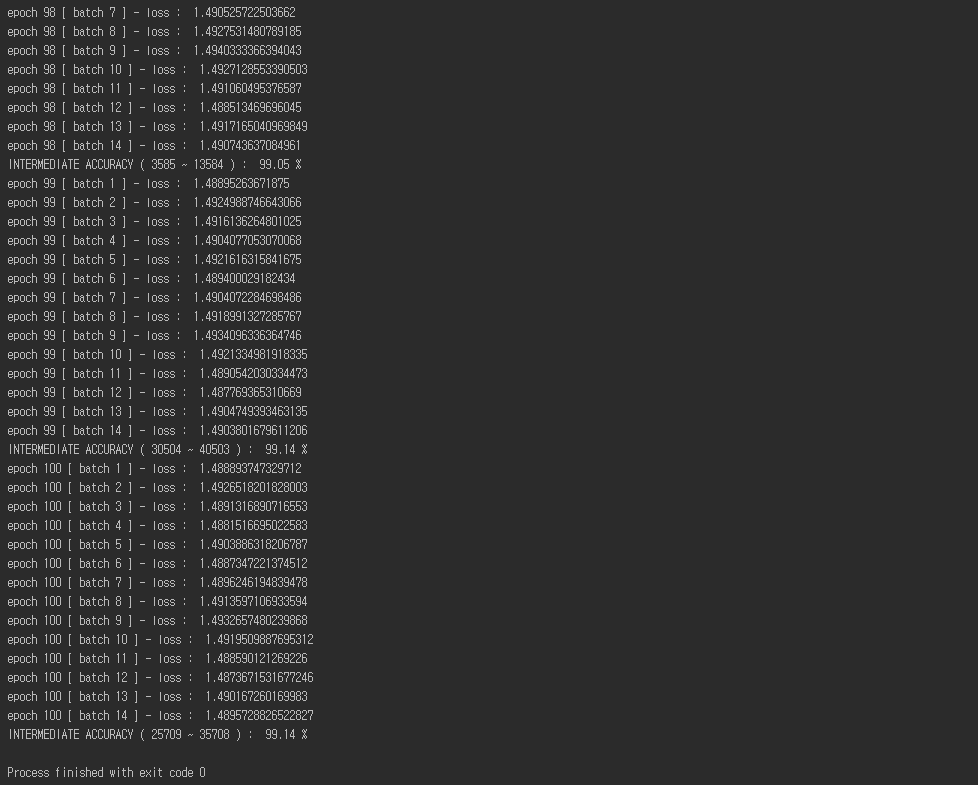 epoch 98 [ batch 7 ] - loss :  1.490525722503662
epoch 98 [ batch 8 ] - loss :  1.4927531480789185
epoch 98 [ batch 9 ] - loss :  1.4940333366394043
epoch 98 [ batch 10 ] - loss :  1.4927128553390503
epoch 98 [ batch 11 ] - loss :  1.491060495376587
epoch 98 [ batch 12 ] - loss :  1.488513469696045
epoch 98 [ batch 13 ] - loss :  1.4917165040969849
epoch 98 [ batch 14 ] - loss :  1.490743637084961
INTERMEDIATE ACCURACY ( 3585 ~ 13584 ) :  99.05 %
epoch 99 [ batch 1 ] - loss :  1.48895263671875
epoch 99 [ batch 2 ] - loss :  1.4924988746643066
epoch 99 [ batch 3 ] - loss :  1.4916136264801025
epoch 99 [ batch 4 ] - loss :  1.4904077053070068
epoch 99 [ batch 5 ] - loss :  1.4921616315841675
epoch 99 [ batch 6 ] - loss :  1.489400029182434
epoch 99 [ batch 7 ] - loss :  1.4904072284698486
epoch 99 [ batch 8 ] - loss :  1.4918991327285767
epoch 99 [ batch 9 ] - loss :  1.4934096336364746
epoch 99 [ batch 10 ] - loss :  1.4921334981918335
epoch 99 [ batch 11 ] - loss :  1.4890542030334473
epoch 99 [ batch 12 ] - loss :  1.487769365310669
epoch 99 [ batch 13 ] - loss :  1.4904749393463135
epoch 99 [ batch 14 ] - loss :  1.4903801679611206
INTERMEDIATE ACCURACY ( 30504 ~ 40503 ) :  99.14 %
epoch 100 [ batch 1 ] - loss :  1.488893747329712
epoch 100 [ batch 2 ] - loss :  1.4926518201828003
epoch 100 [ batch 3 ] - loss :  1.4891316890716553
epoch 100 [ batch 4 ] - loss :  1.4881516695022583
epoch 100 [ batch 5 ] - loss :  1.4903886318206787
epoch 100 [ batch 6 ] - loss :  1.4887347221374512
epoch 100 [ batch 7 ] - loss :  1.4896246194839478
epoch 100 [ batch 8 ] - loss :  1.4913597106933594
epoch 100 [ batch 9 ] - loss :  1.4932657480239868
epoch 100 [ batch 10 ] - loss :  1.4919509887695312
epoch 100 [ batch 11 ] - loss :  1.488590121269226
epoch 100 [ batch 12 ] - loss :  1.4873671531677246
epoch 100 [ batch 13 ] - loss :  1.490167260169983
epoch 100 [ batch 14 ] - loss :  1.4895728826522827
INTERMEDIATE ACCURACY ( 25709 ~ 35708 ) :  99.14 %
Process finished with exit code 0